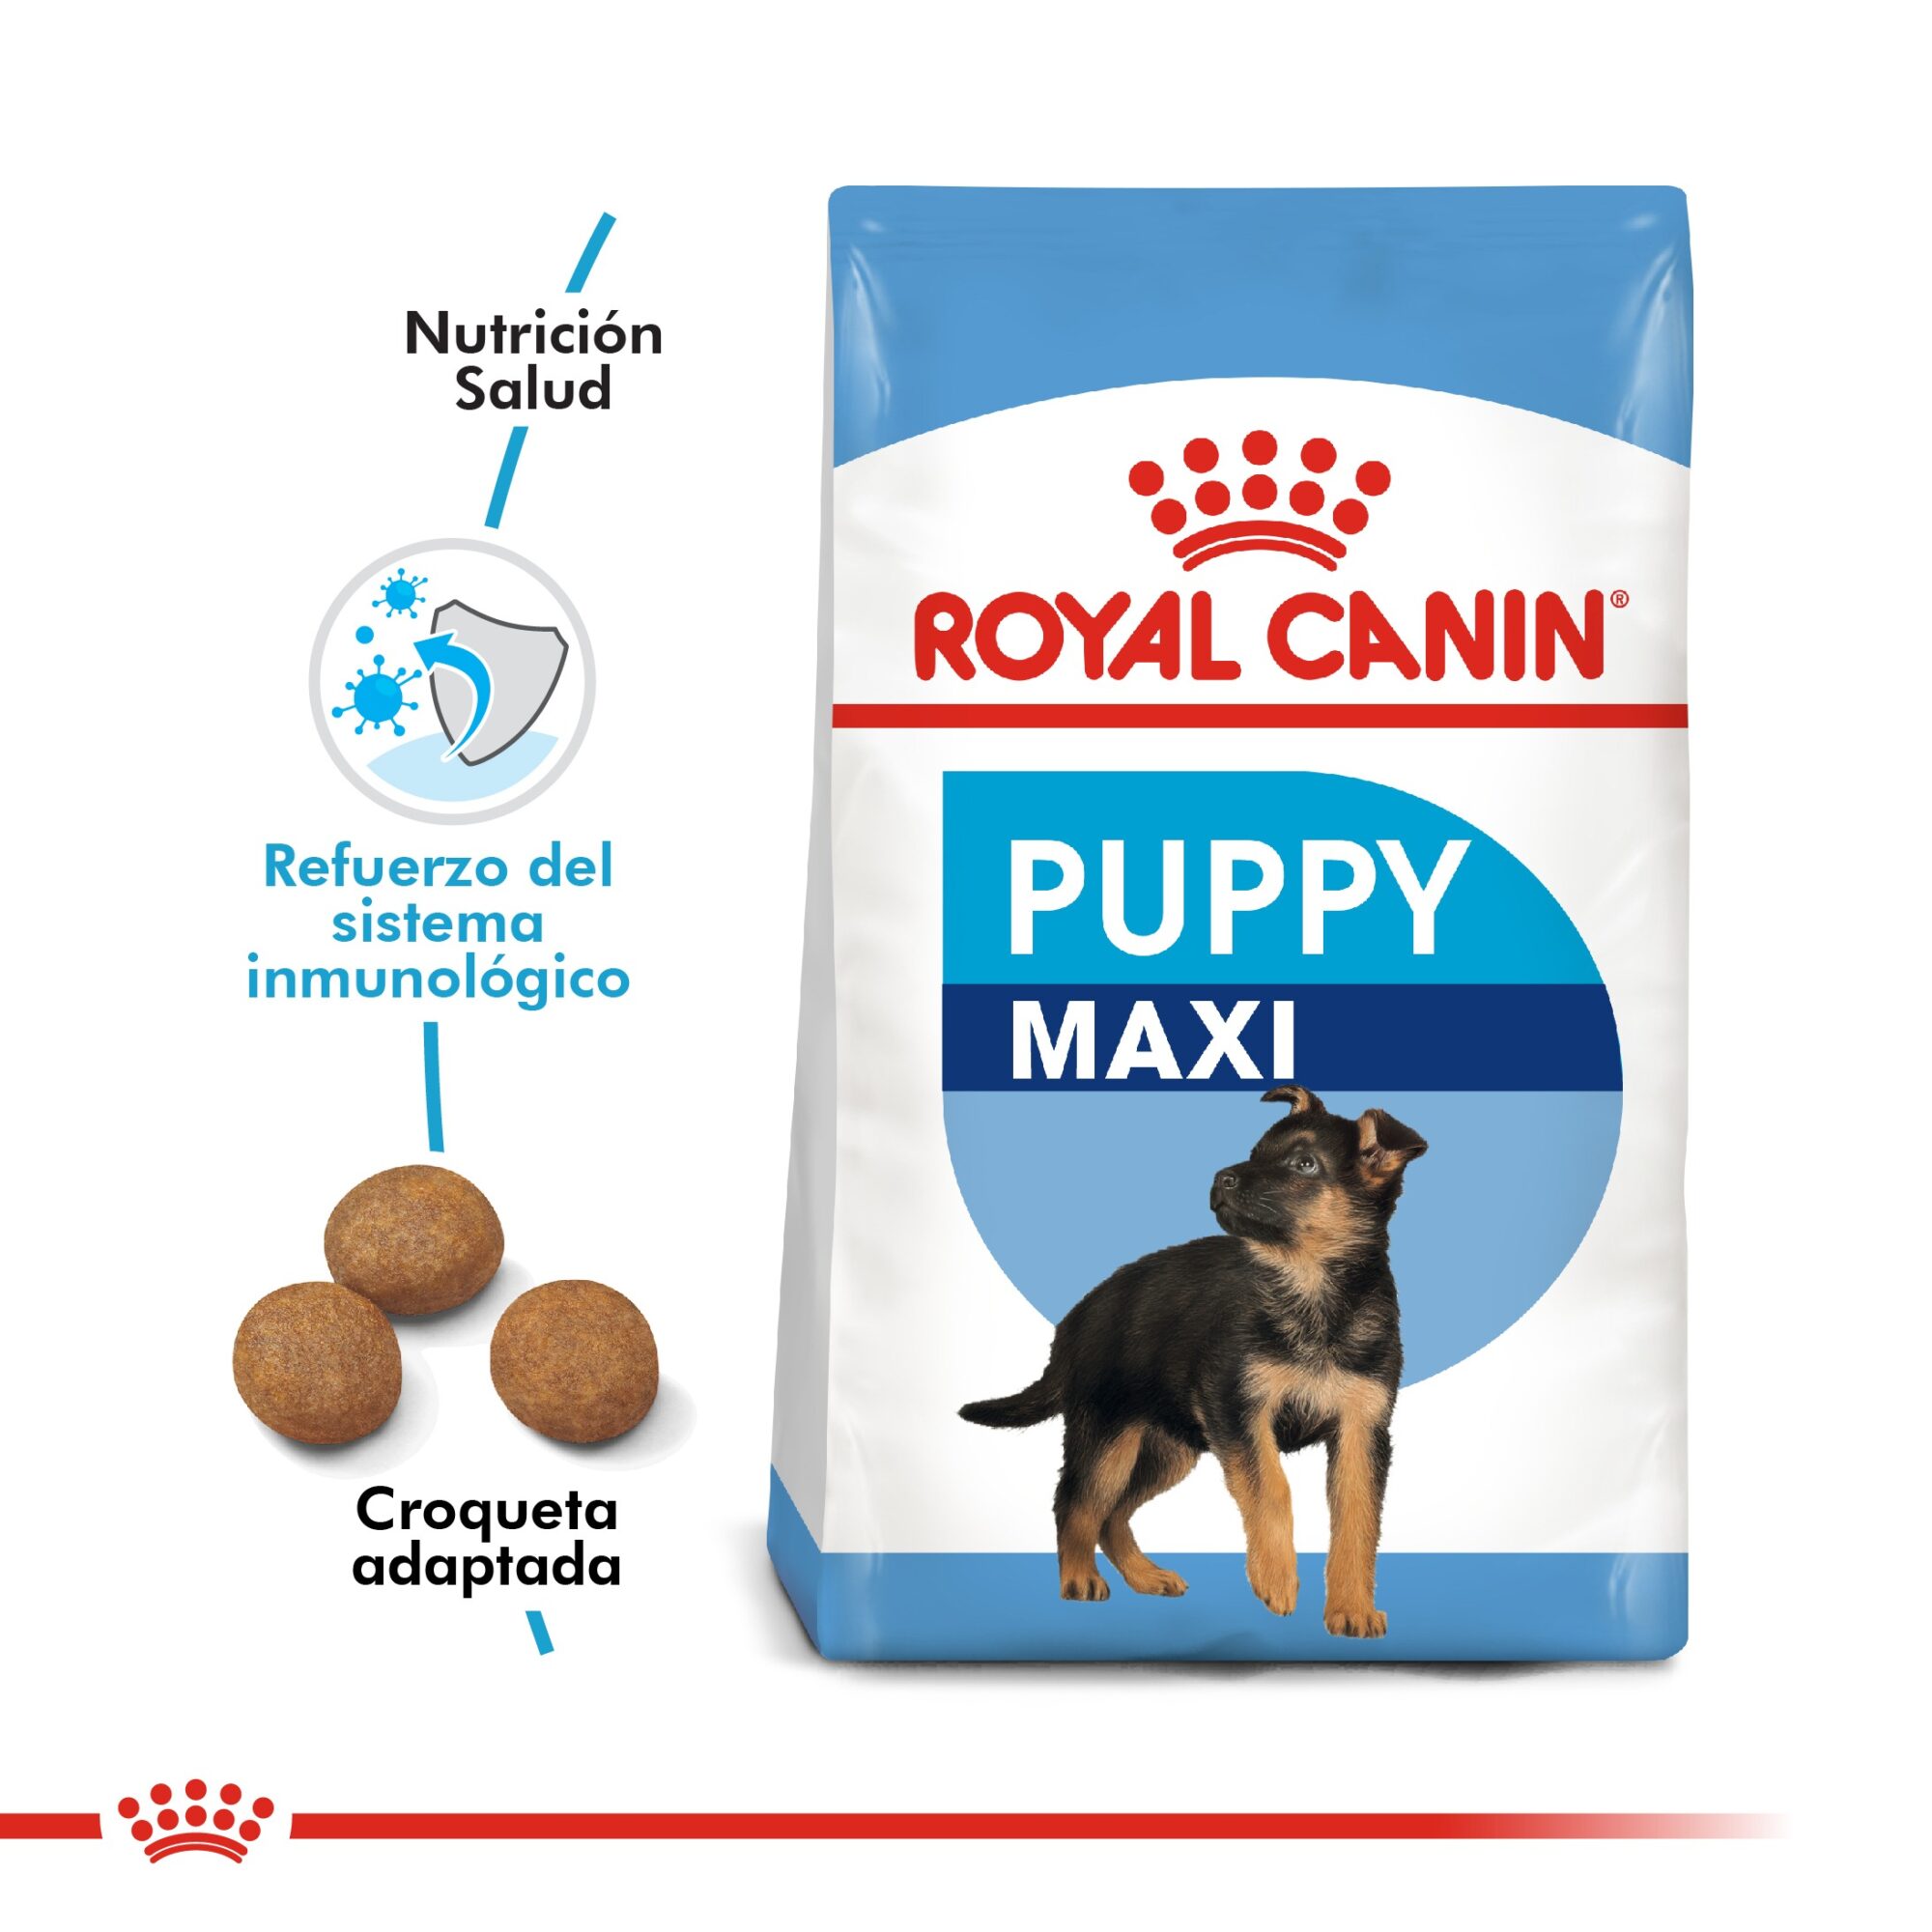 Nutrición
Salud
Refuerzo del
sistema
inmunológico
Croqueta
adaptada
ROYAL CANIN®
PUPPY
MAXI